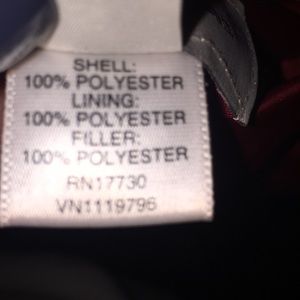 SHELL:
100% POLYESTER
LINING:
100% POLYESTER
FILLER:
100% POLYESTER
RN17730
VN1119796